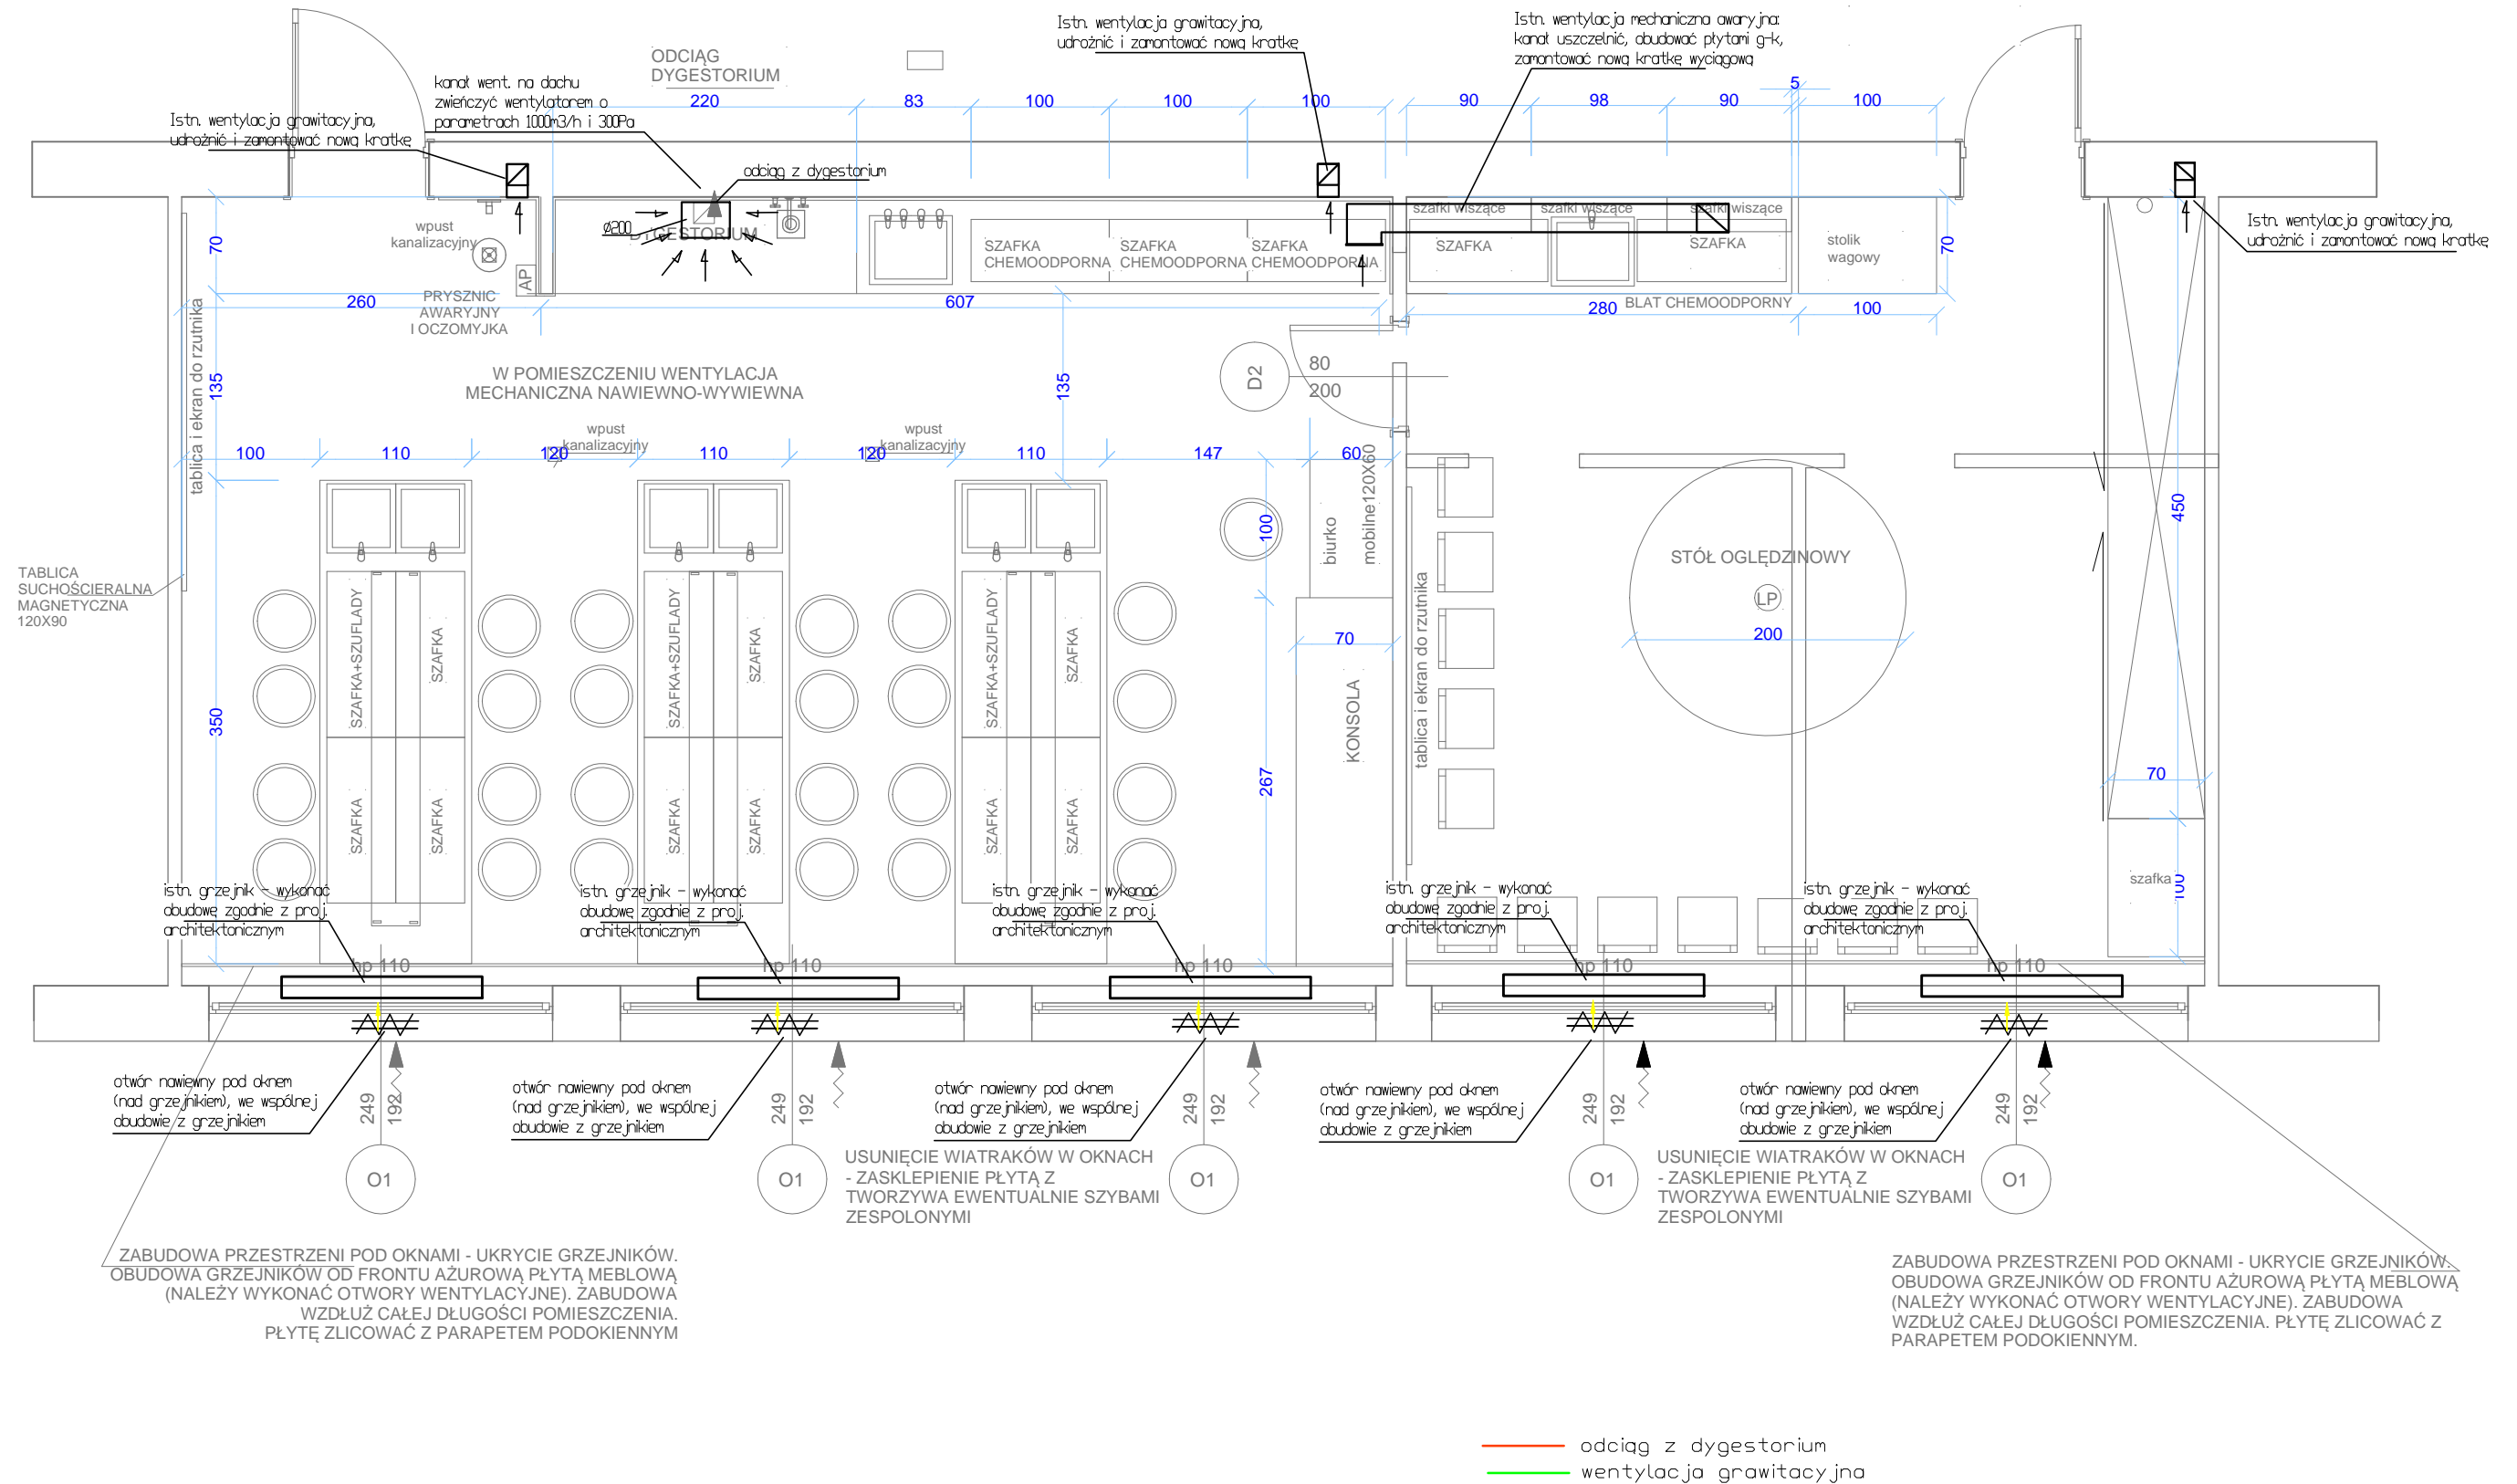 Istn. wentylacja grawitacyjna,
udrożnić i zamontować nową kratkę
Istn. wentylacja mechaniczna awaryjna:
kanał uszczelnić, obudować płytami g-k,
zamontować nową kratkę wyciągową
ODCIĄG
DYGESTORIUM
kanał went. na dachu
zwieńczyć wentylatorem o
parametrach 1000m3/h i 300Pa
Istn. wentylacja grawitacyjna,
udrożnić i zamontować nową kratkę
220
83
100
100
100
90
98
90
5
100
odciąg z dygestorium
Ø200
DYGESTORIUM
wpust
kanalizacyjny
AP
PRYSZNIC
AWARYJNY
I OCZOMYJKA
SZAFKA
CHEMOODPORNA
SZAFKA
CHEMOODPORNA
SZAFKA
CHEMOODPORNA
szafki wiszące
szafki wiszące
szafki wiszące
SZAFKA
SZAFKA
stolik
wagowy
70
Istn. wentylacja grawitacyjna,
udrożnić i zamontować nową kratkę
70
260
607
280
BLAT CHEMOODPORNY
100
tablica i ekran do rzutnika
135
W POMIESZCZENIU WENTYLACJA
MECHANICZNA NAWIEWNO-WYWIEWNA
135
D2
80
200
wpust
kanalizacyjny
wpust
kanalizacyjny
100
110
120
110
120
110
147
60
biurko
mobilne120X60
100
450
STÓŁ OGLĘDZINOWY
LP
200
TABLICA
SUCHOŚCIERALNA
MAGNETYCZNA
120X90
SZAFKA+SZUFLADY
SZAFKA
SZAFKA+SZUFLADY
SZAFKA
SZAFKA+SZUFLADY
SZAFKA
70
KONSOLA
tablica i ekran do rzutnika
350
267
70
SZAFKA
SZAFKA
SZAFKA
SZAFKA
SZAFKA
SZAFKA
szafka
100
istn. grzejnik - wykonać
obudowę zgodnie z proj.
architektonicznym
istn. grzejnik - wykonać
obudowę zgodnie z proj.
architektonicznym
istn. grzejnik - wykonać
obudowę zgodnie z proj.
architektonicznym
istn. grzejnik - wykonać
obudowę zgodnie z proj.
architektonicznym
istn. grzejnik - wykonać
obudowę zgodnie z proj.
architektonicznym
hp 110
hp 110
hp 110
hp 110
hp 110
otwór nawiewny pod oknem
(nad grzejnikiem), we wspólnej
obudowie z grzejnikiem
otwór nawiewny pod oknem
(nad grzejnikiem), we wspólnej
obudowie z grzejnikiem
otwór nawiewny pod oknem
(nad grzejnikiem), we wspólnej
obudowie z grzejnikiem
otwór nawiewny pod oknem
(nad grzejnikiem), we wspólnej
obudowie z grzejnikiem
otwór nawiewny pod oknem
(nad grzejnikiem), we wspólnej
obudowie z grzejnikiem
249
192
249
192
249
192
249
192
249
192
O1
O1
O1
O1
O1
USUNIĘCIE WIATRAKÓW W OKNACH
- ZASKLEPIENIE PŁYTĄ Z
TWORZYWA EWENTUALNIE SZYBAMI
ZESPOLONYMI
USUNIĘCIE WIATRAKÓW W OKNACH
- ZASKLEPIENIE PŁYTĄ Z
TWORZYWA EWENTUALNIE SZYBAMI
ZESPOLONYMI
ZABUDOWA PRZESTRZENI POD OKNAMI - UKRYCIE GRZEJNIKÓW.
OBUDOWA GRZEJNIKÓW OD FRONTU AŻUROWĄ PŁYTĄ MEBLOWĄ
(NALEŻY WYKONAĆ OTWORY WENTYLACYJNE). ZABUDOWA
WZDŁUŻ CAŁEJ DŁUGOŚCI POMIESZCZENIA.
PŁYTĘ ZLICOWAĆ Z PARAPETEM PODOKIENNYM
ZABUDOWA PRZESTRZENI POD OKNAMI - UKRYCIE GRZEJNIKÓW.
OBUDOWA GRZEJNIKÓW OD FRONTU AŻUROWĄ PŁYTĄ MEBLOWĄ
(NALEŻY WYKONAĆ OTWORY WENTYLACYJNE). ZABUDOWA
WZDŁUŻ CAŁEJ DŁUGOŚCI POMIESZCZENIA. PŁYTĘ ZLICOWAĆ Z
PARAPETEM PODOKIENNYM.
odciąg z dygestorium
wentylacja grawitacyjna